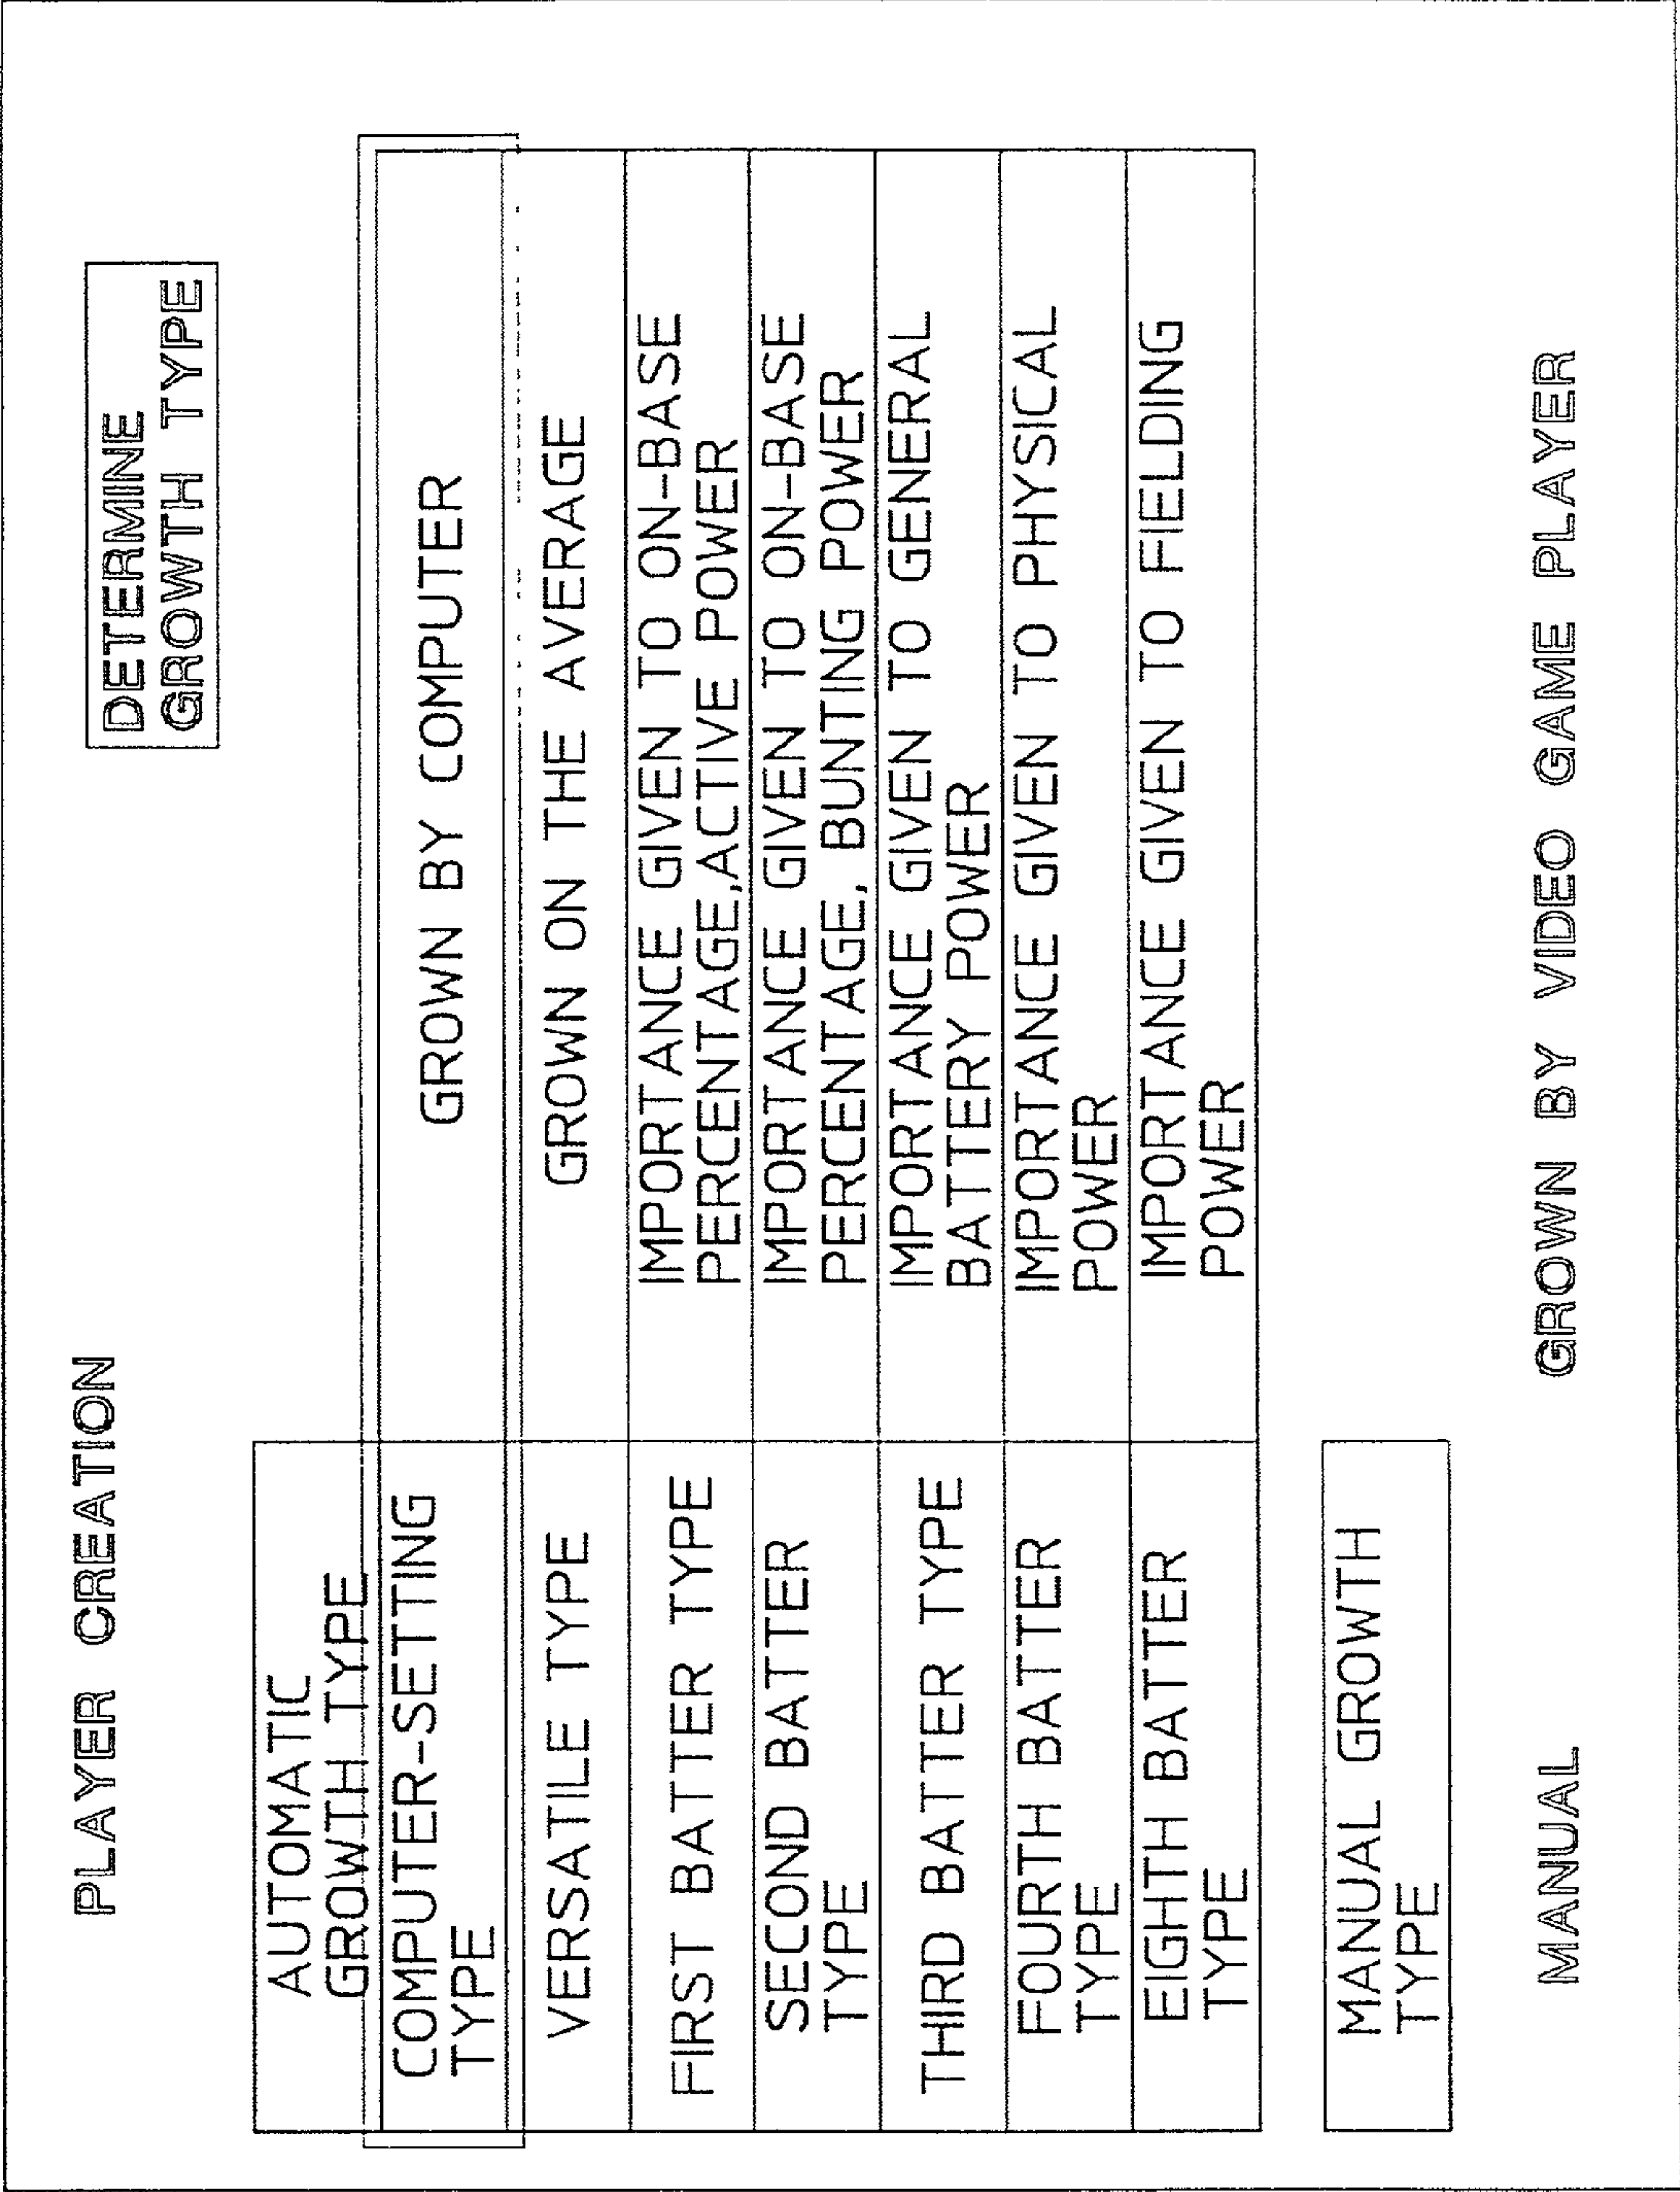 PLAYER CREATION
DETERMINE
GROWTH TYPE
AUTOMATIC
GROWTH TYPE
COMPUTER-SETTING
TYPE
GROWN BY COMPUTER
VERSATILE TYPE
GROWN ON THE AVERAGE
FIRST BATTER TYPE
IMPORTANCE GIVEN TO ON-BASE
PERCENTAGE,ACTIVE POWER
SECOND BATTER
TYPE
IMPORTANCE GIVEN TO ON-BASE
PERCENTAGE, BUNTING POWER
THIRD BATTER TYPE
IMPORTANCE GIVEN TO GENERAL
BATTERY POWER
FOURTH BATTER
TYPE
IMPORTANCE GIVEN TO PHYSICAL
POWER
EIGHTH BATTER
TYPE
IMPORTANCE GIVEN TO FIELDING
POWER
MANUAL GROWTH
TYPE
MANUAL
GROWN BY VIDEO GAME PLAYER